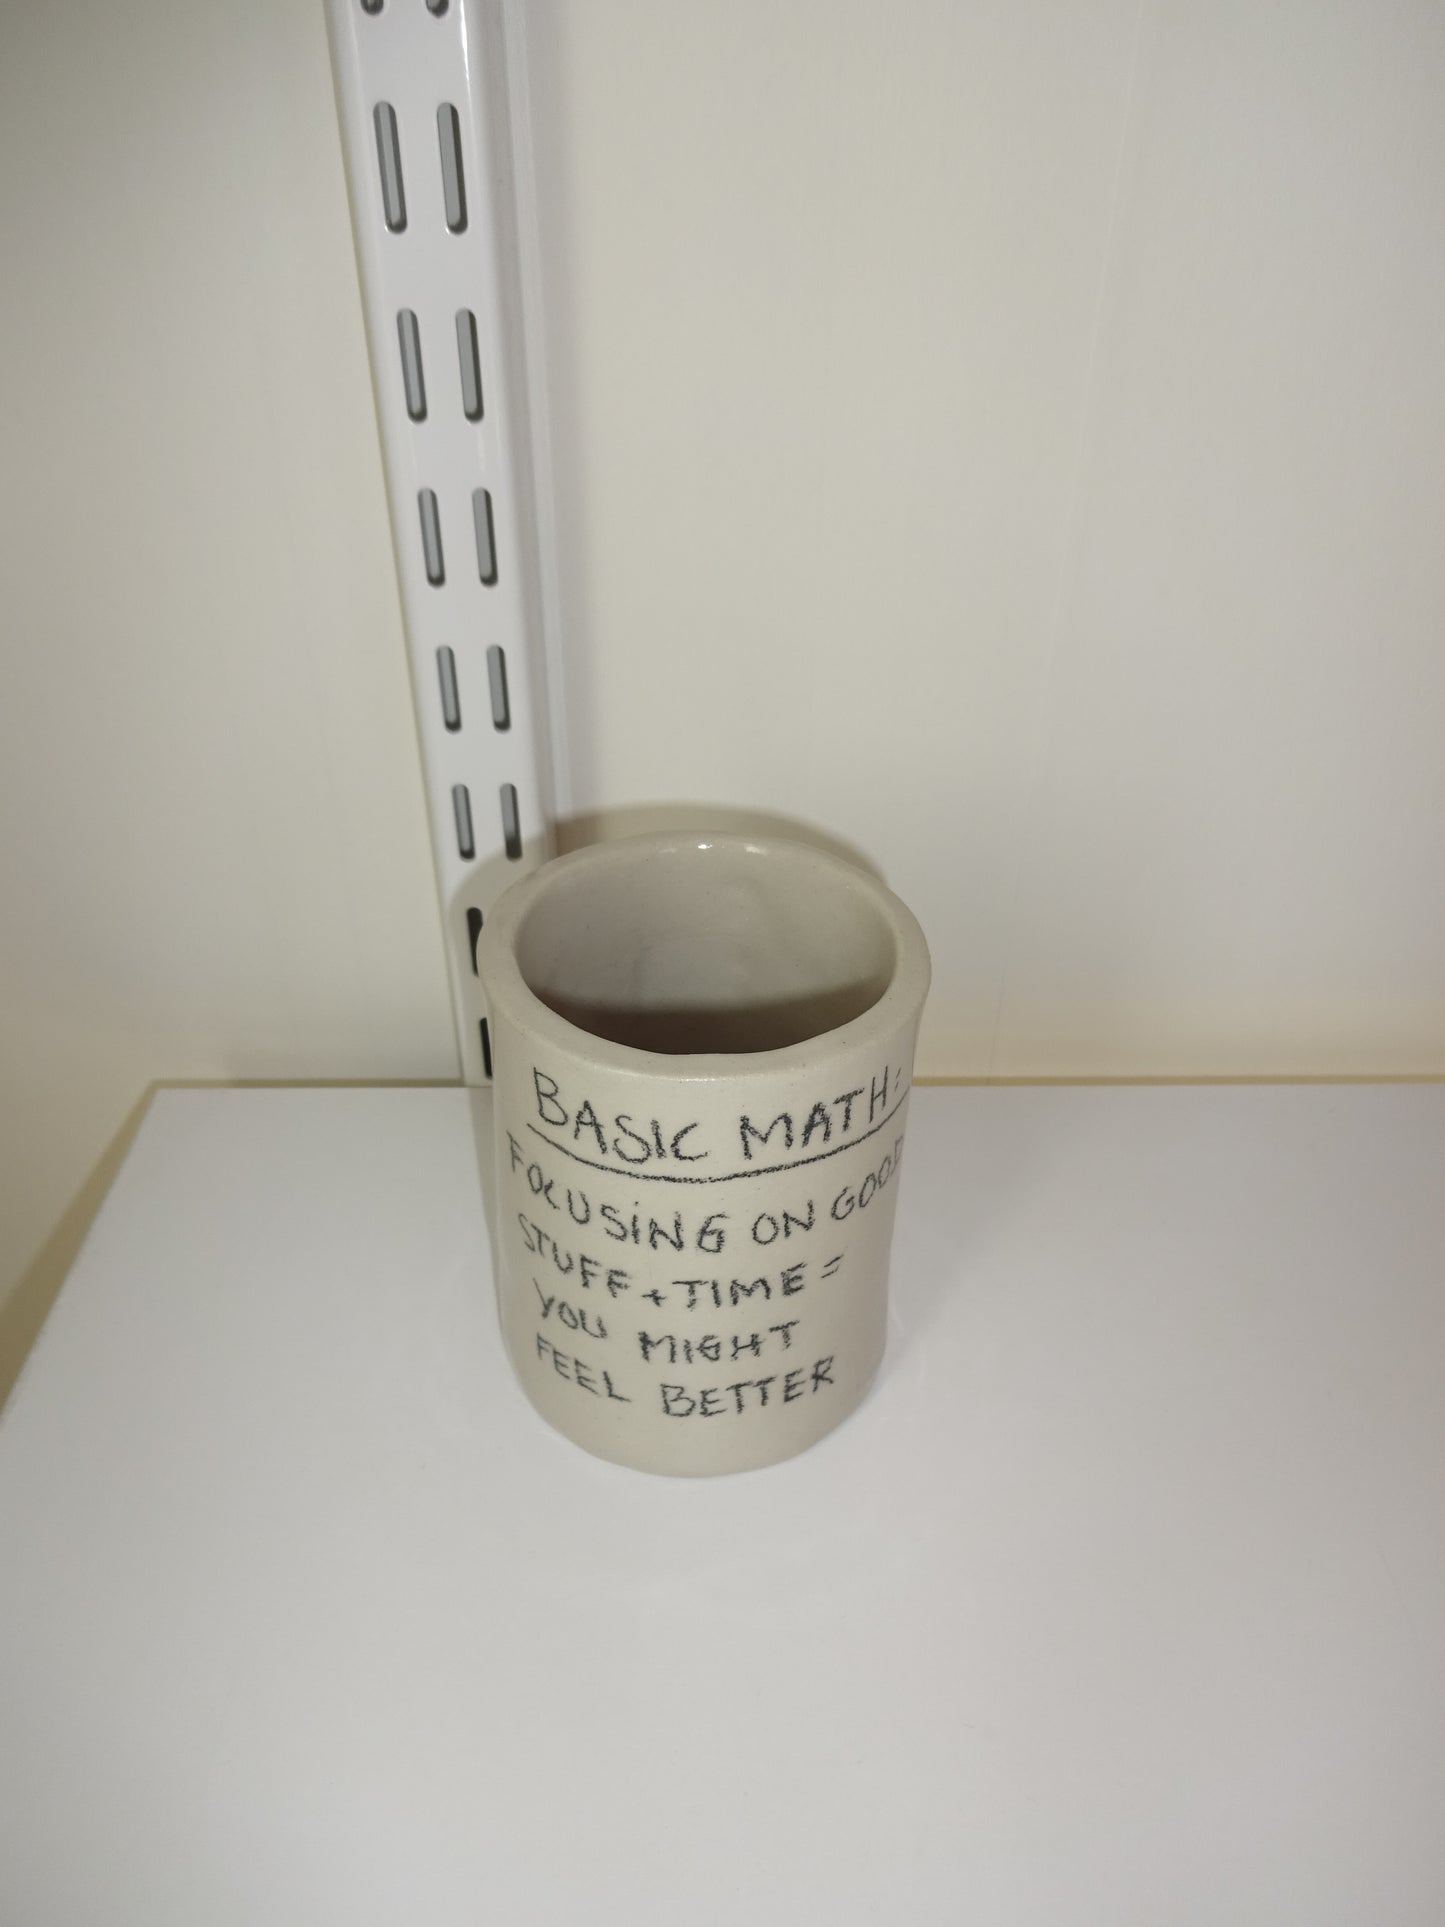 BASIC MATH:
FOCUSiNG ON GOOD
STUFF + TIME =
YOU MIGHT
FEEL BETTER